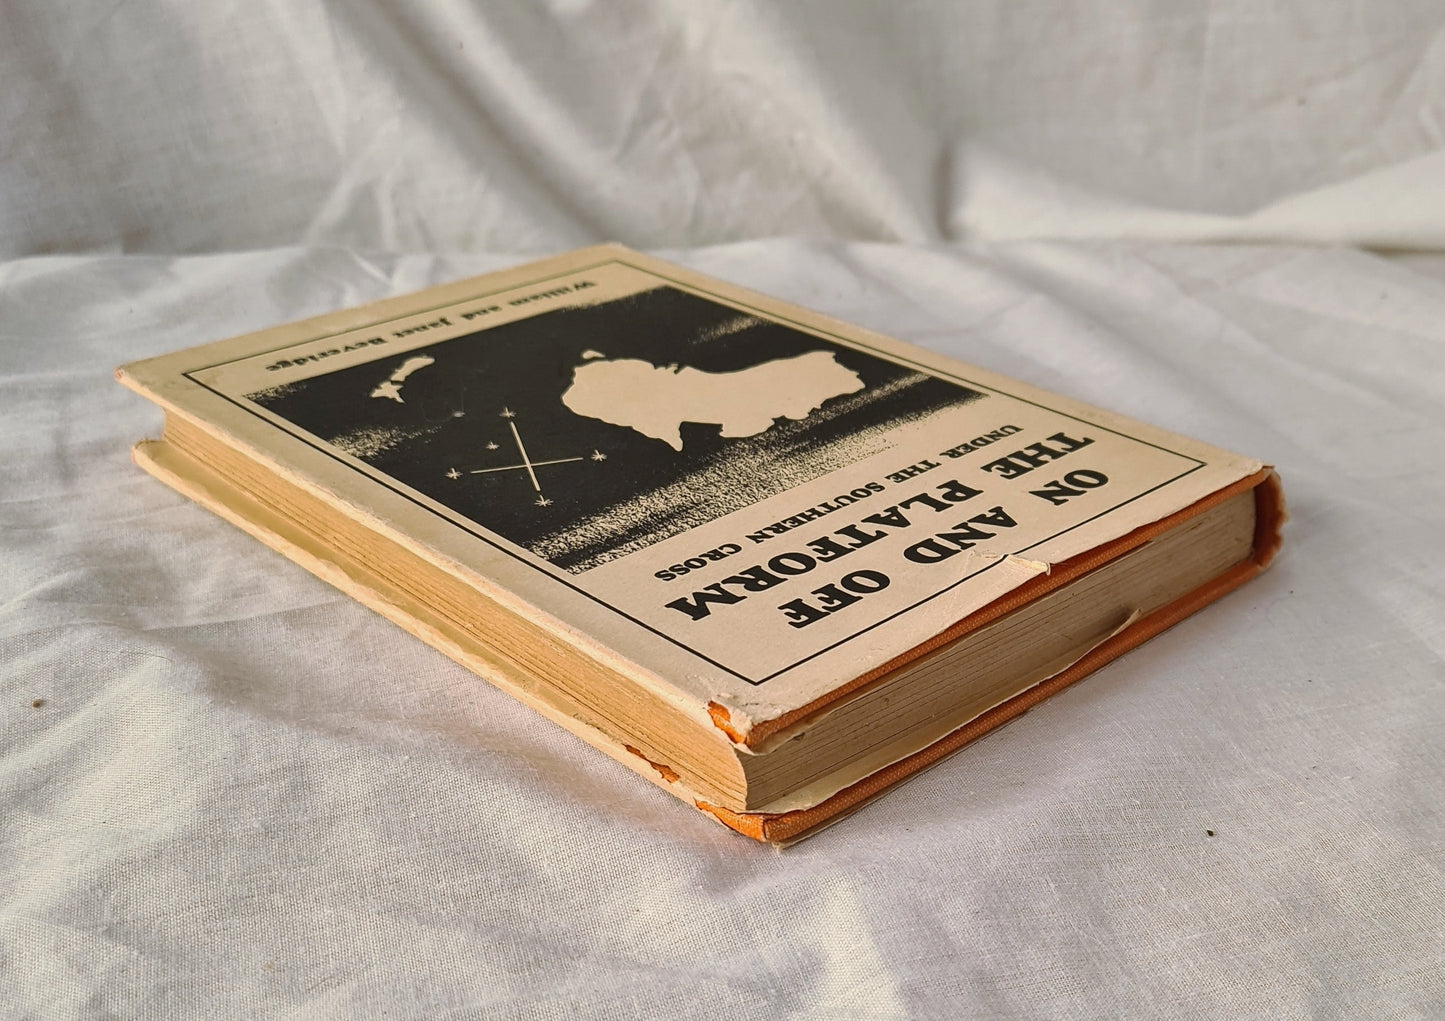 ON AND OFF
THE PLATFORM
UNDER THE SOUTHERN CROSS
William and Janet Beveridge